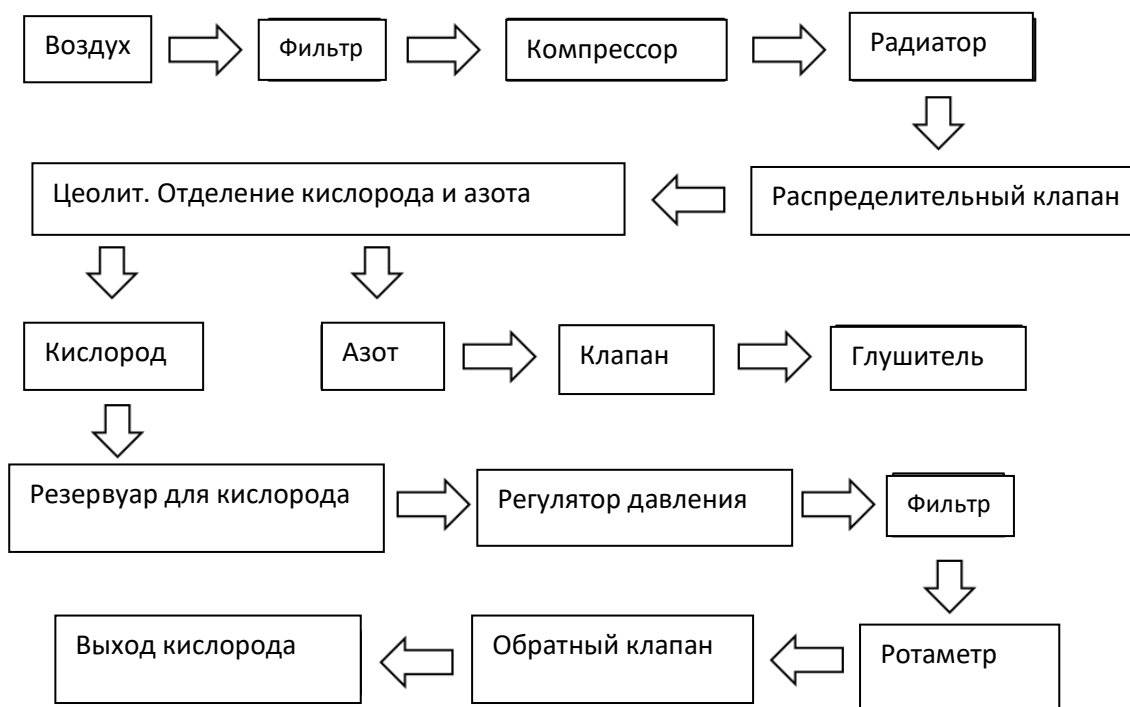 Воздух
Фильтр
Компрессор
Радиатор
Распределительный клапан
Цеолит. Отделение кислорода и азота
Кислород
Азот
Клапан
Глушитель
Резервуар для кислорода
Регулятор давления
Фильтр
Ротаметр
Обратный клапан
Выход кислорода